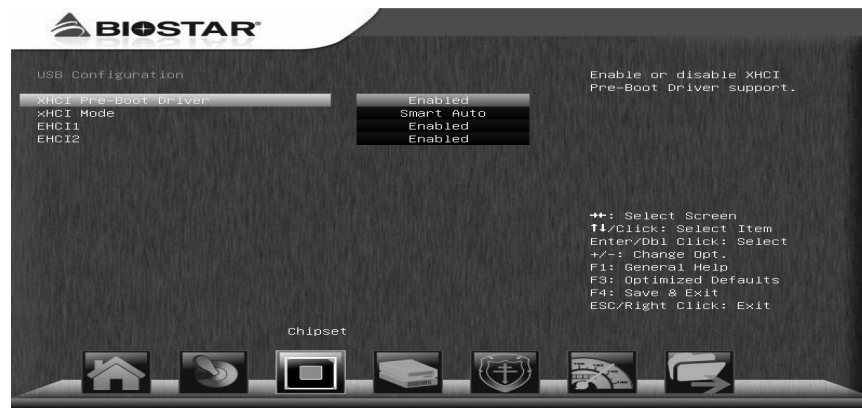 BIOSTAR®
USB Configuration
XHCI Pre-Boot Driver Enabled
xHCI Mode Smart Auto
EHCI1 Enabled
EHCI2 Enabled
Enable or disable XHCI
Pre-Boot Driver support.
→←: Select Screen
↑↓/Click: Select Item
Enter/Dbl Click: Select
+/-: Change Opt.
F1: General Help
F3: Optimized Defaults
F4: Save & Exit
ESC/Right Click: Exit
Chipset